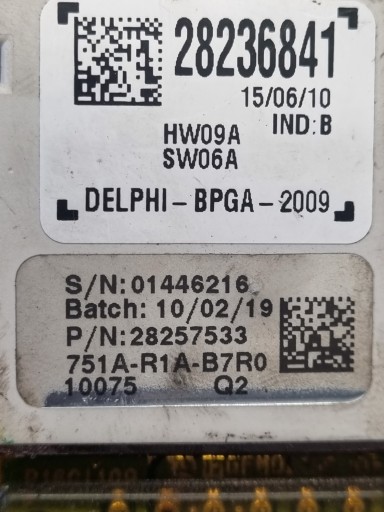 28236841
15/06/10
IND:B
HW09A
SW06A
DELPHI-BPGA-2009
S/N:01446216
Batch: 10/02/19
P/N:28257533
751A-R1A-B7R0
10075 Q2